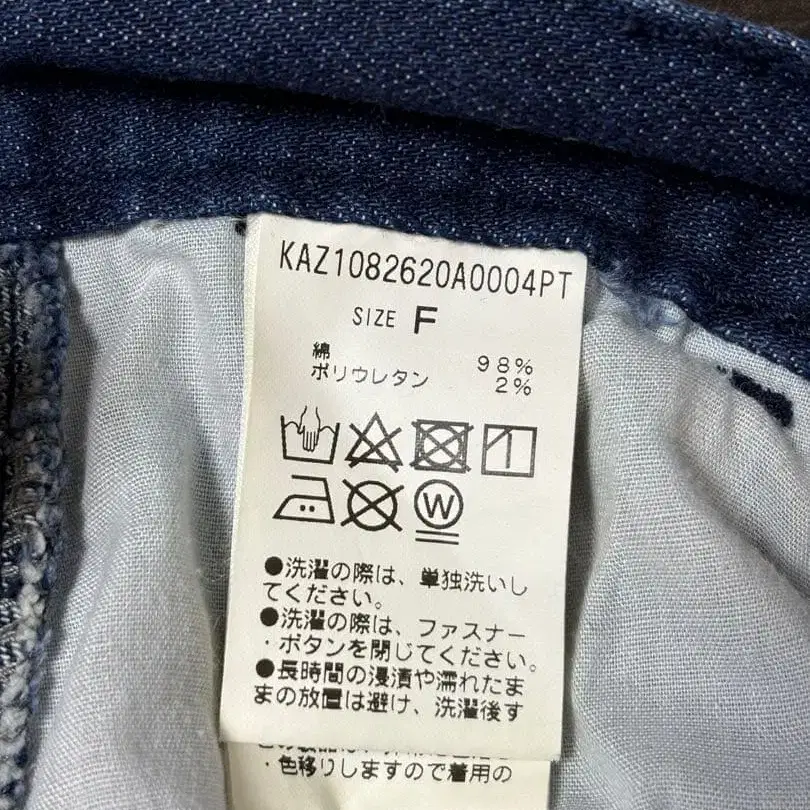 KAZ1082620A0004PT
SIZE F
綿 98%
ポリウレタン 2%
W
●洗濯の際は、単独洗いし
てください。
●洗濯の際は、ファスナー
・ボタンを閉じてください。
●長時間の浸漬や濡れたま
まの放置は避け、洗濯後す
・色移りしますので着用の